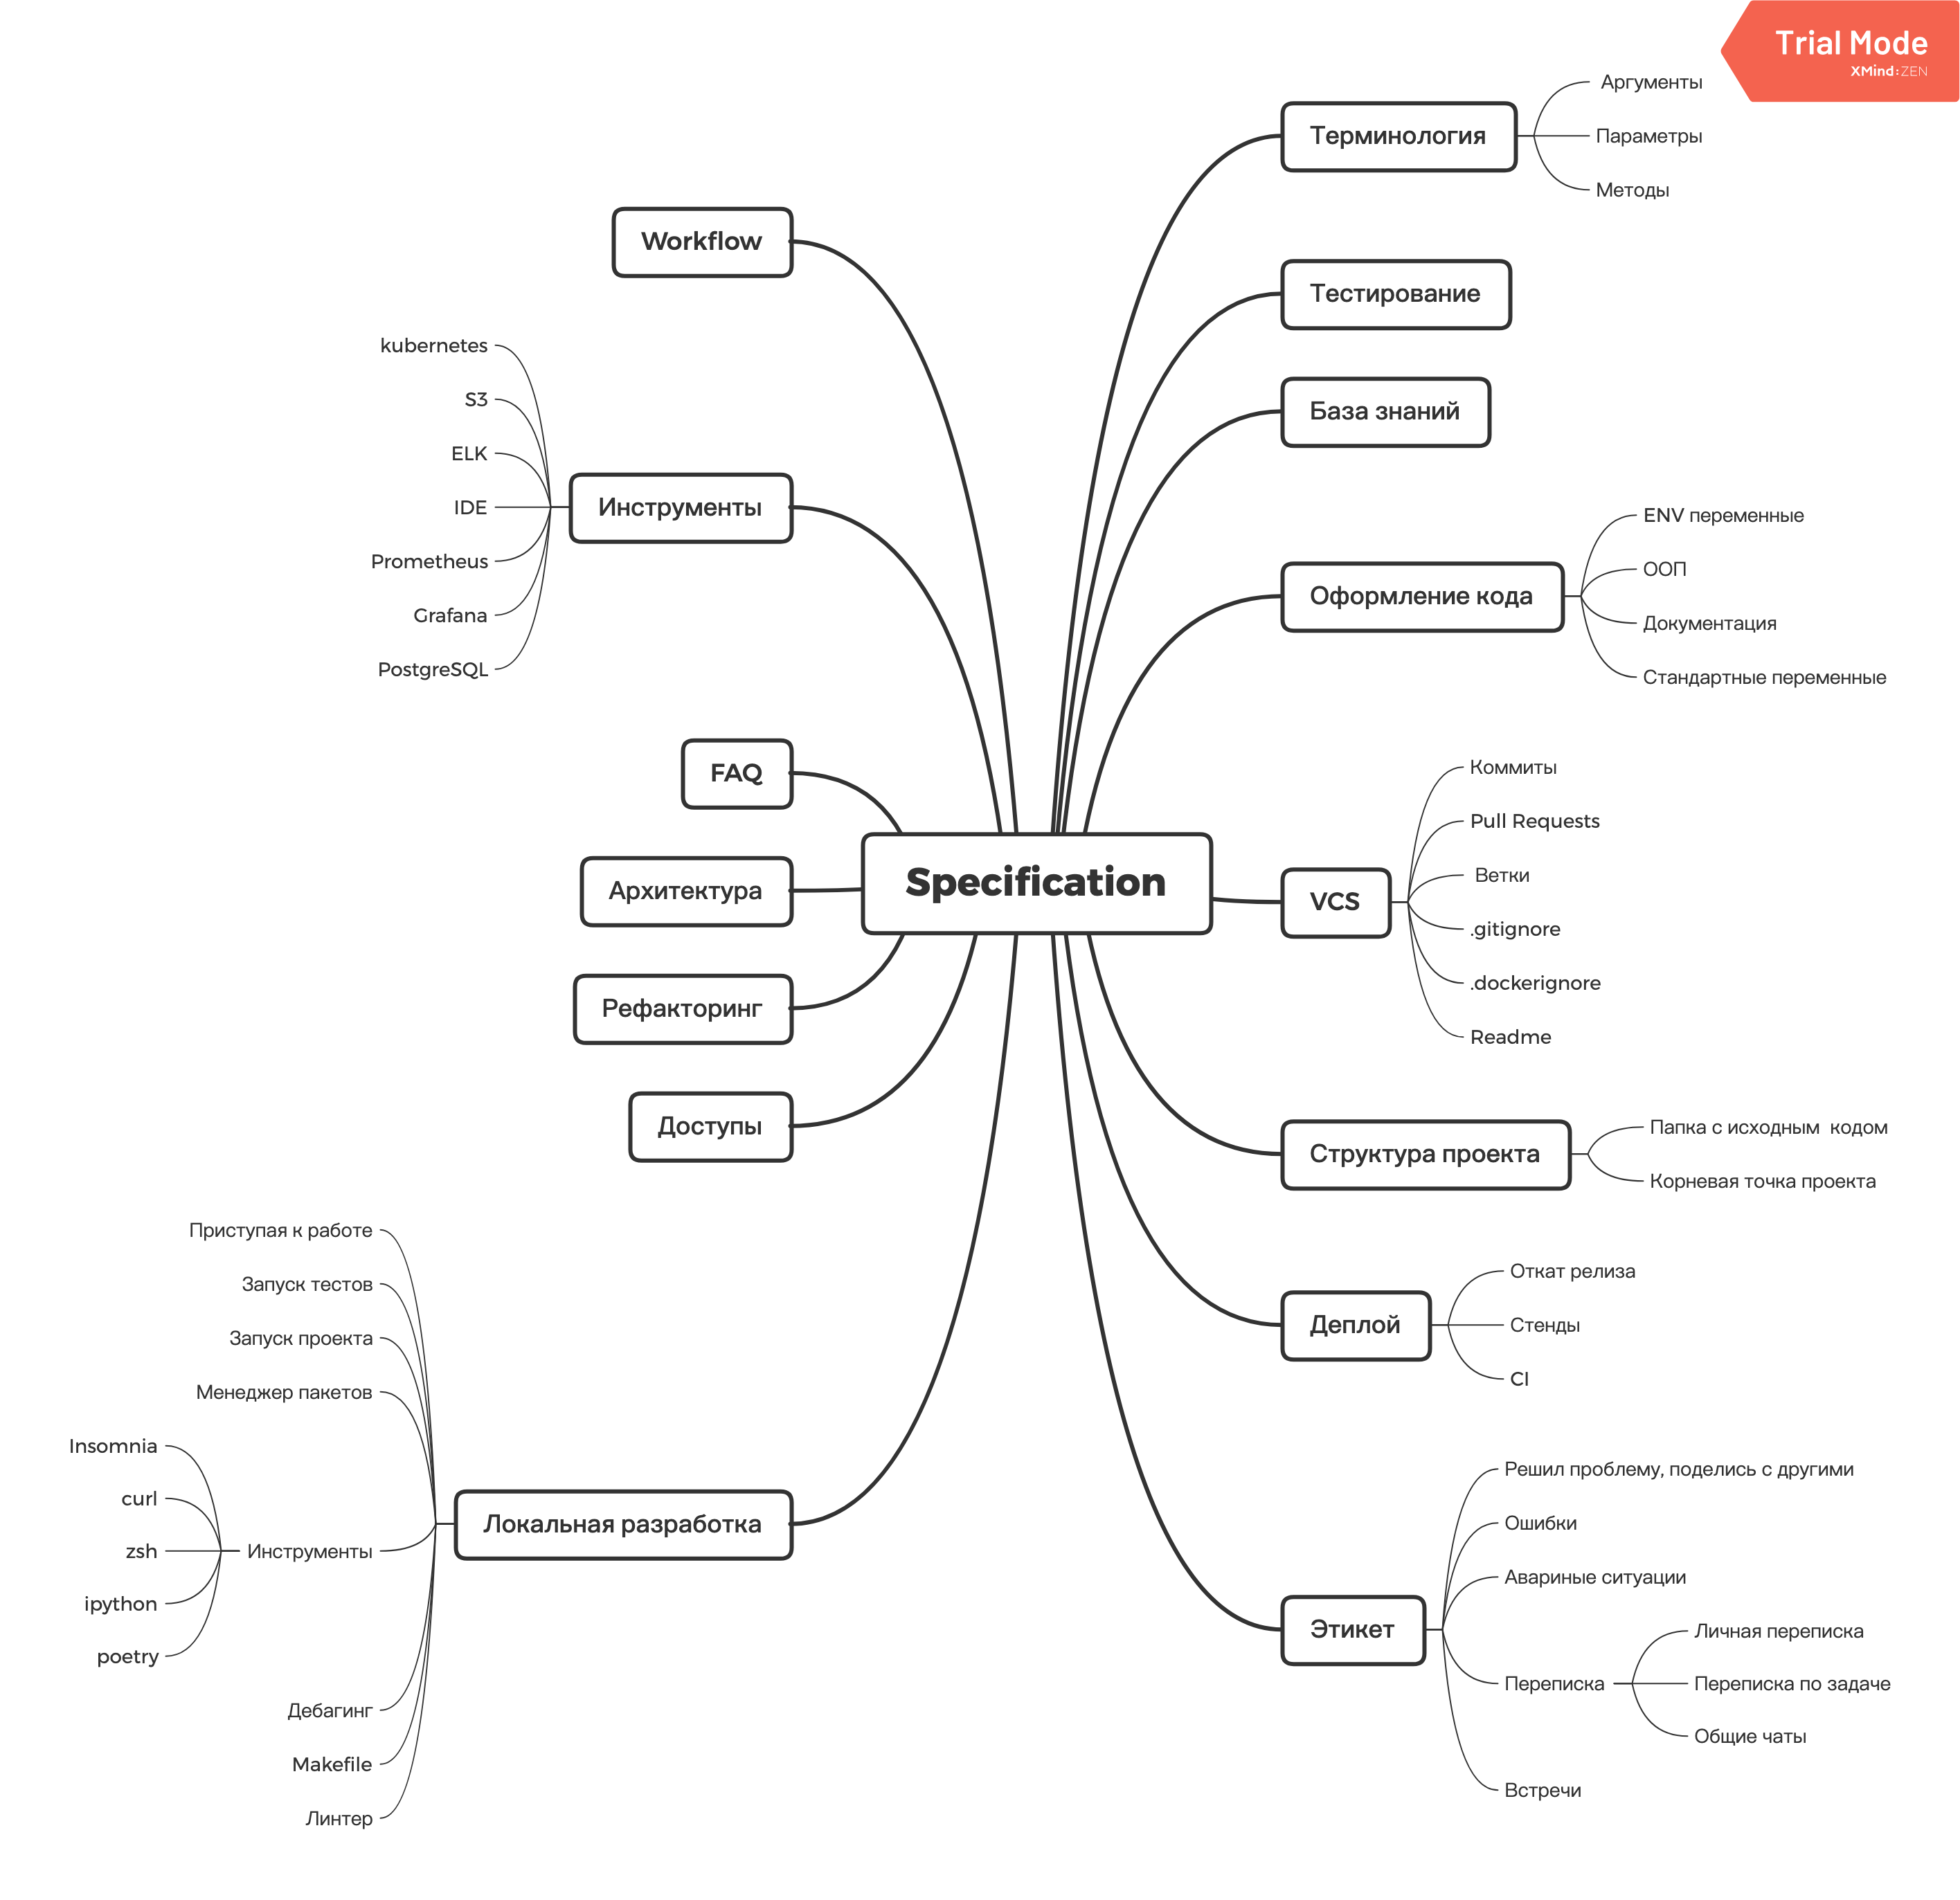 Trial Mode
XMind:ZEN
Specification
Терминология
Аргументы
Параметры
Методы
Тестирование
База знаний
Оформление кода
ENV переменные
ООП
Документация
Стандартные переменные
VCS
Коммиты
Pull Requests
Ветки
.gitignore
.dockerignore
Readme
Структура проекта
Папка с исходным  кодом
Корневая точка проекта
Деплой
Откат релиза
Стенды
CI
Этикет
Решил проблему, поделись с другими
Ошибки
Авариные ситуации
Переписка
Личная переписка
Переписка по задаче
Общие чаты
Встречи
Workflow
Инструменты
kubernetes
S3
ELK
IDE
Prometheus
Grafana
PostgreSQL
FAQ
Архитектура
Рефакторинг
Доступы
Локальная разработка
Приступая к работе
Запуск тестов
Запуск проекта
Менеджер пакетов
Инструменты
Insomnia
curl
zsh
ipython
poetry
Дебагинг
Makefile
Линтер